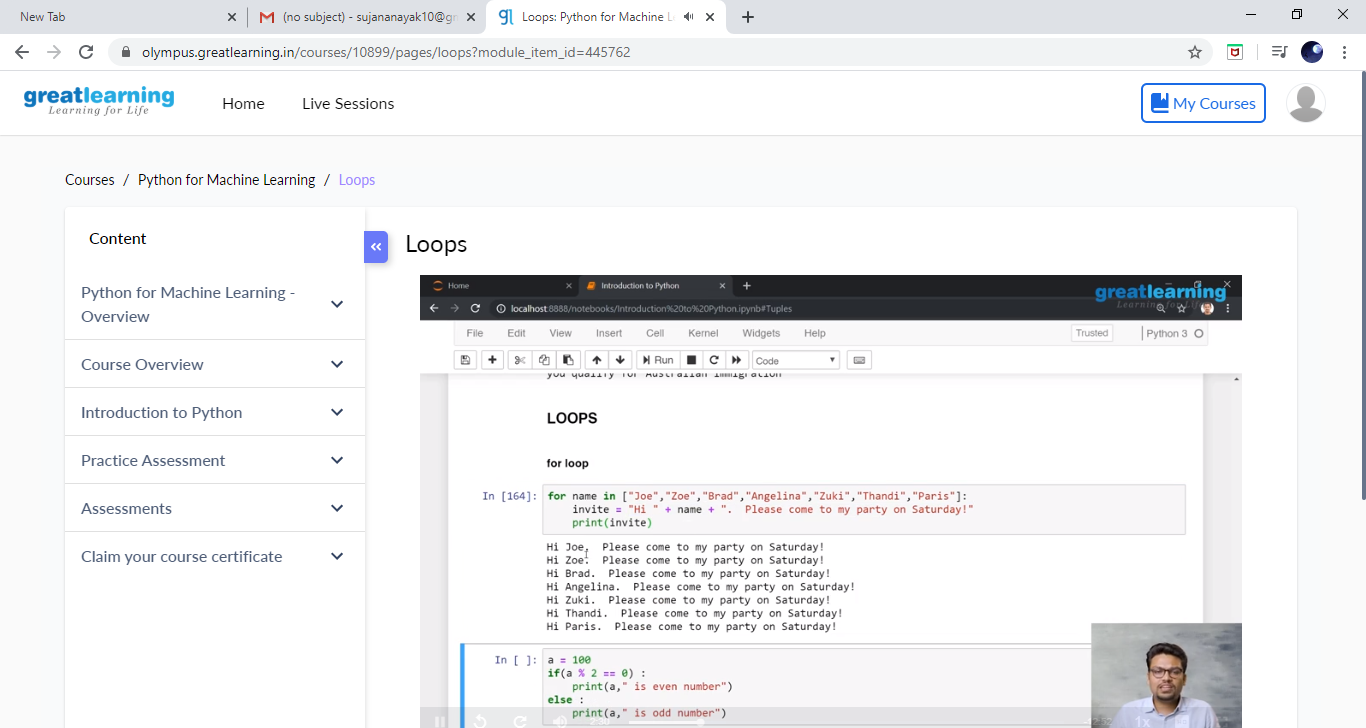 New Tab
(no subject) - sujananayak10@gr
Loops: Python for Machine L
olympus.greatlearning.in/courses/10899/pages/loops?module_item_id=445762
greatlearning
Learning for Life
Home
Live Sessions
My Courses
Courses / Python for Machine Learning / Loops
Content
Python for Machine Learning -
Overview
Course Overview
Introduction to Python
Practice Assessment
Assessments
Claim your course certificate
Loops
Home
Introduction to Python
greatlearning
Learning for Life
localhost:8888/notebooks/Introduction%20to%20Python.ipynb#Tuples
File Edit View Insert Cell Kernel Widgets Help
Trusted
Python 3
Run
Code
you qualify for Australian immigration
LOOPS
for loop
In [164]: for name in ["Joe","Zoe","Brad","Angelina","Zuki","Thandi","Paris"]:
invite = "Hi " + name + ".  Please come to my party on Saturday!"
print(invite)
Hi Joe.  Please come to my party on Saturday!
Hi Zoe.  Please come to my party on Saturday!
Hi Brad.  Please come to my party on Saturday!
Hi Angelina.  Please come to my party on Saturday!
Hi Zuki.  Please come to my party on Saturday!
Hi Thandi.  Please come to my party on Saturday!
Hi Paris.  Please come to my party on Saturday!
In [ ]: a = 100
if(a % 2 == 0) :
print(a," is even number")
else :
print(a," is odd number")
1x